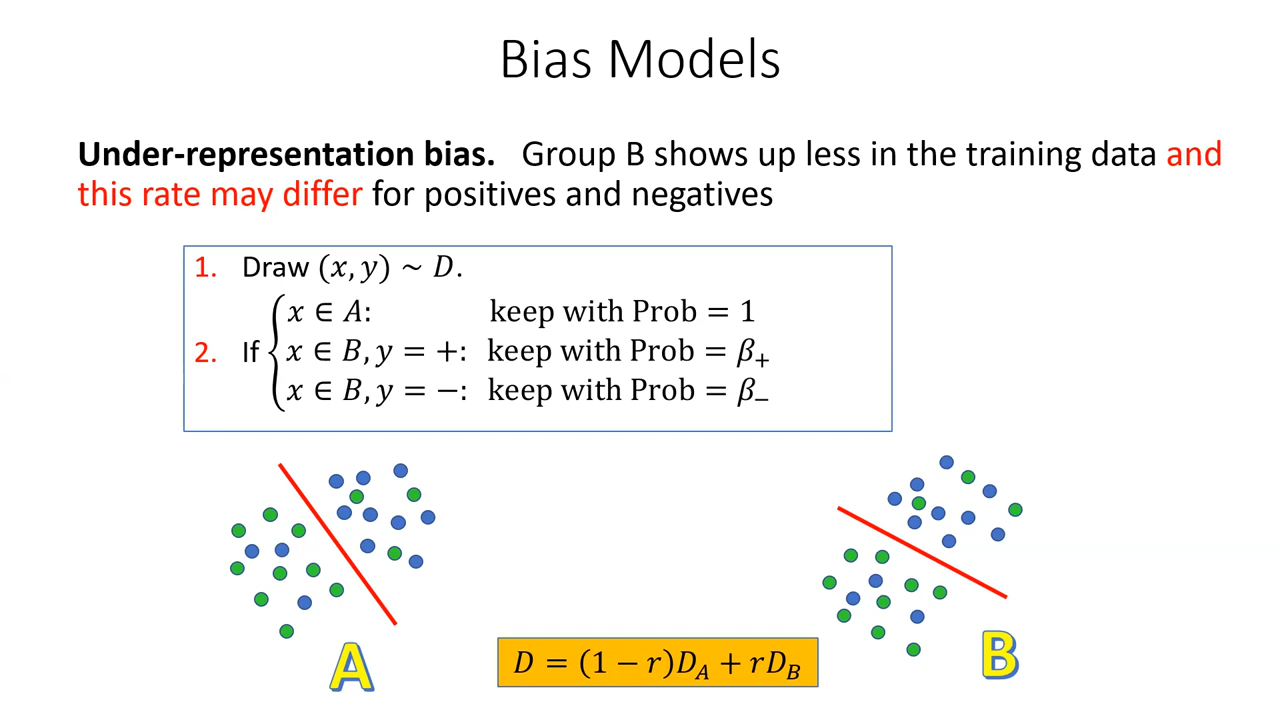 Bias Models
Under-representation bias. Group B shows up less in the training data and
this rate may differ for positives and negatives
1. Draw (𝑥, 𝑦) ~ 𝐷.
𝑥 ∈ 𝐴: keep with Prob = 1
2. If 𝑥 ∈ 𝐵, 𝑦 = +: keep with Prob = 𝛽₊
𝑥 ∈ 𝐵, 𝑦 = −: keep with Prob = 𝛽₋
A
B
𝐷 = (1 − 𝑟)𝐷_A + 𝑟𝐷_B